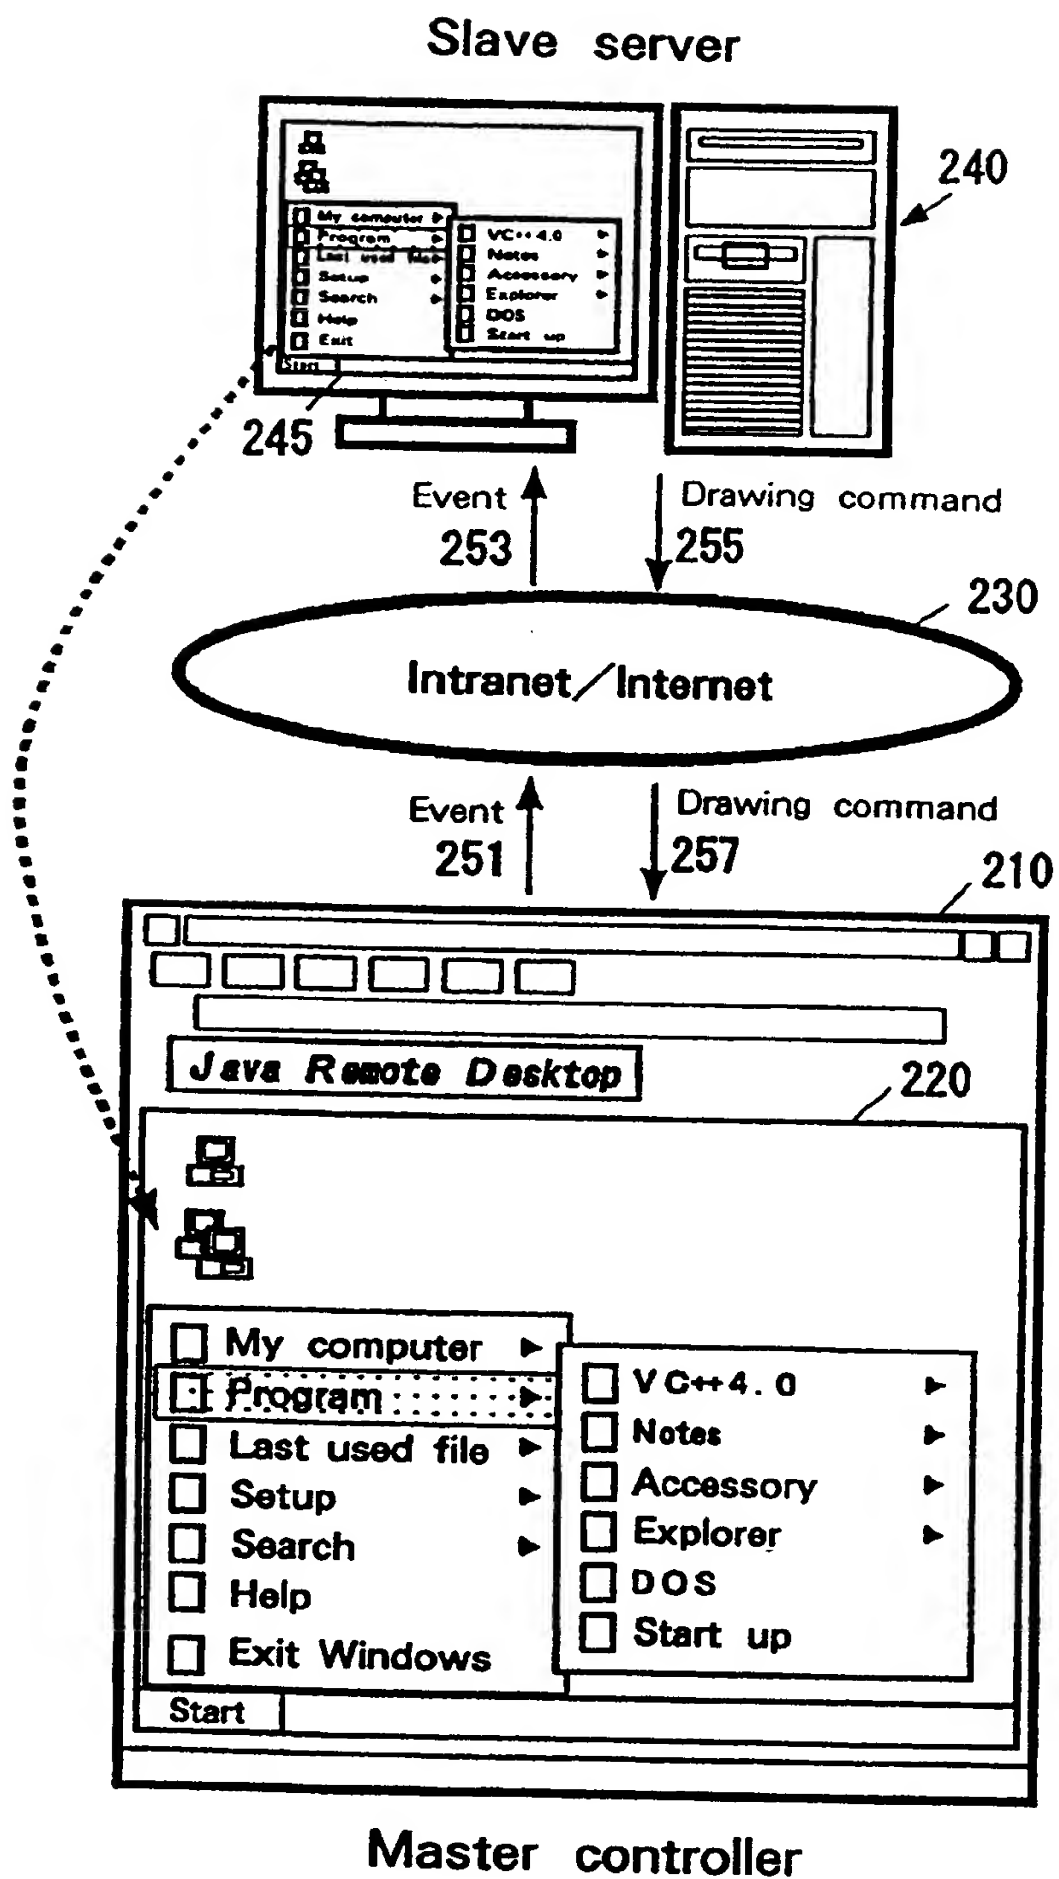 Slave server
240
My computer
Program
Last used file
Setup
Search
Help
Exit
VC++4.0
Notes
Accessory
Explorer
DOS
Start up
Start
245
Event
253
Drawing command
255
230
Intranet/Internet
Event
251
Drawing command
257
210
Java Remote Desktop
220
My computer
Program
Last used file
Setup
Search
Help
Exit Windows
VC++4.0
Notes
Accessory
Explorer
DOS
Start up
Start
Master controller